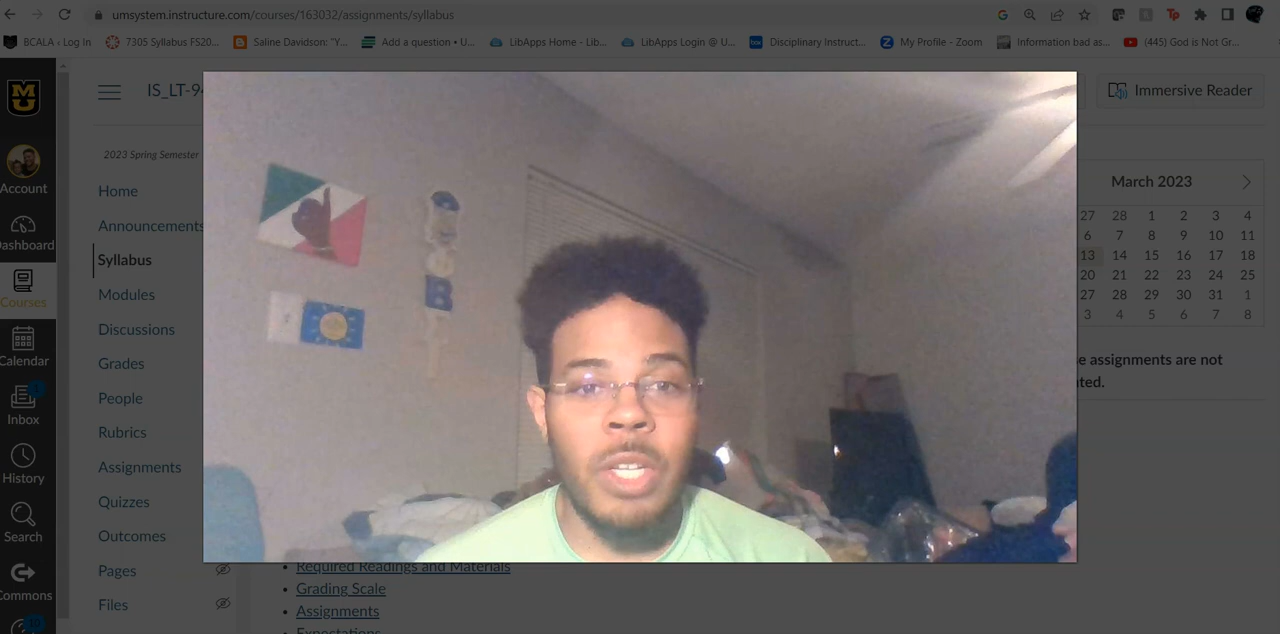 umsystem.instructure.com/courses/163032/assignments/syllabus
BCALA ‹ Log In
7305 Syllabus FS20...
Saline Davidson: "Y...
Add a question • U...
LibApps Home - Lib...
LibApps Login @ U...
box
Disciplinary Instruct...
My Profile - Zoom
Information bad as...
(445) God is Not Gr...
MU
IS_LT-94
Immersive Reader
Account
Dashboard
Courses
Calendar
Inbox
History
Search
Commons
10
2023 Spring Semester
Home
Announcements
Syllabus
Modules
Discussions
Grades
People
Rubrics
Assignments
Quizzes
Outcomes
Pages
Files
B
March 2023
27 28 1 2 3 4
6 7 8 9 10 11
13 14 15 16 17 18
20 21 22 23 24 25
27 28 29 30 31 1
3 4 5 6 7 8
e assignments are not
ted.
Required Readings and Materials
Grading Scale
Assignments
Expectations